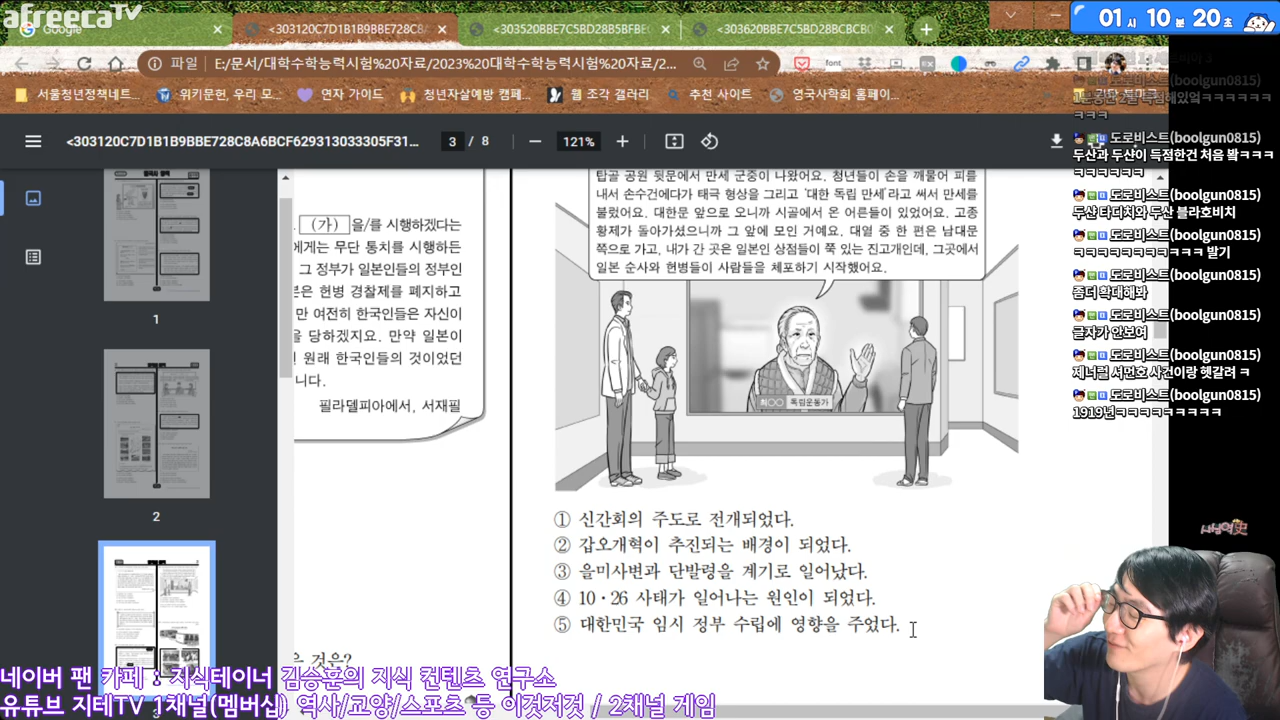 afreecaTV
Google
<303120C7D1B1B9BBE728C8A
<303520BBE7C5BD28B5BFBE
<303620BBE7C5BD28BCBCB0
01시 10분 20초
파일
E:/문서/대학수학능력시험%20자료/2023%20대학수학능력시험%20자료/2...
서울청년정책네트...
위키문헌, 우리 모...
연자 가이드
청년자살예방 캠페...
웹 조각 갤러리
추천 사이트
영국사학회 홈페이...
<303120C7D1B1B9BBE728C8A6BCF629313033305F31...
3 / 8
121%
1
2
(가) 을/를 시행하겠다는
에게는 무단 통치를 시행하든
그 정부가 일본인들의 정부인
본은 헌병 경찰제를 폐지하고
만 여전히 한국인들은 자신이
을 당하겠지요. 만약 일본이
원래 한국인들의 것이었던
니다.
필라델피아에서, 서재필
것은?
탑골 공원 뒷문에서 만세 군중이 나왔어요. 청년들이 손을 깨물어 피를
내서 손수건에다가 태극 형상을 그리고 '대한 독립 만세'라고 써서 만세를
불렀어요. 대한문 앞으로 오니까 시골에서 온 어른들이 있었어요. 고종
황제가 돌아가셨으니까 그 앞에 모인 거예요. 대열 중 한 편은 남대문
쪽으로 가고, 내가 간 곳은 일본인 상점들이 쭉 있는 진고개인데, 그곳에서
일본 순사와 헌병들이 사람들을 체포하기 시작했어요.
최○○ 독립운동가
① 신간회의 주도로 전개되었다.
② 갑오개혁이 추진되는 배경이 되었다.
③ 을미사변과 단발령을 계기로 일어났다.
④ 10·26 사태가 일어나는 원인이 되었다.
⑤ 대한민국 임시 정부 수립에 영향을 주었다.
도로비스트(boolgun0815)
두산과 두산이 득점한건 처음 봨ㅋㅋㅋ
ㅋㅋㅋㅋㅋㅋ
도로비스트(boolgun0815)
두산 타디치와 두산 블라호비치
도로비스트(boolgun0815)
ㅋㅋㅋㅋㅋㅋㅋㅋㅋㅋ 발기
도로비스트(boolgun0815)
좀더 확대해봐
도로비스트(boolgun0815)
글자가 안보여
도로비스트(boolgun0815)
제너럴 셔먼호 사건이랑 헷갈려 ㅋ
도로비스트(boolgun0815)
1919년ㅋㅋㅋㅋㅋㅋㅋㅋㅋ
네이버 팬 카페 : 지식테이너 김승훈의 지식 컨텐츠 연구소
유튜브 지테TV 1채널(멤버십) 역사/교양/스포츠 등 이것저것 / 2채널 게임